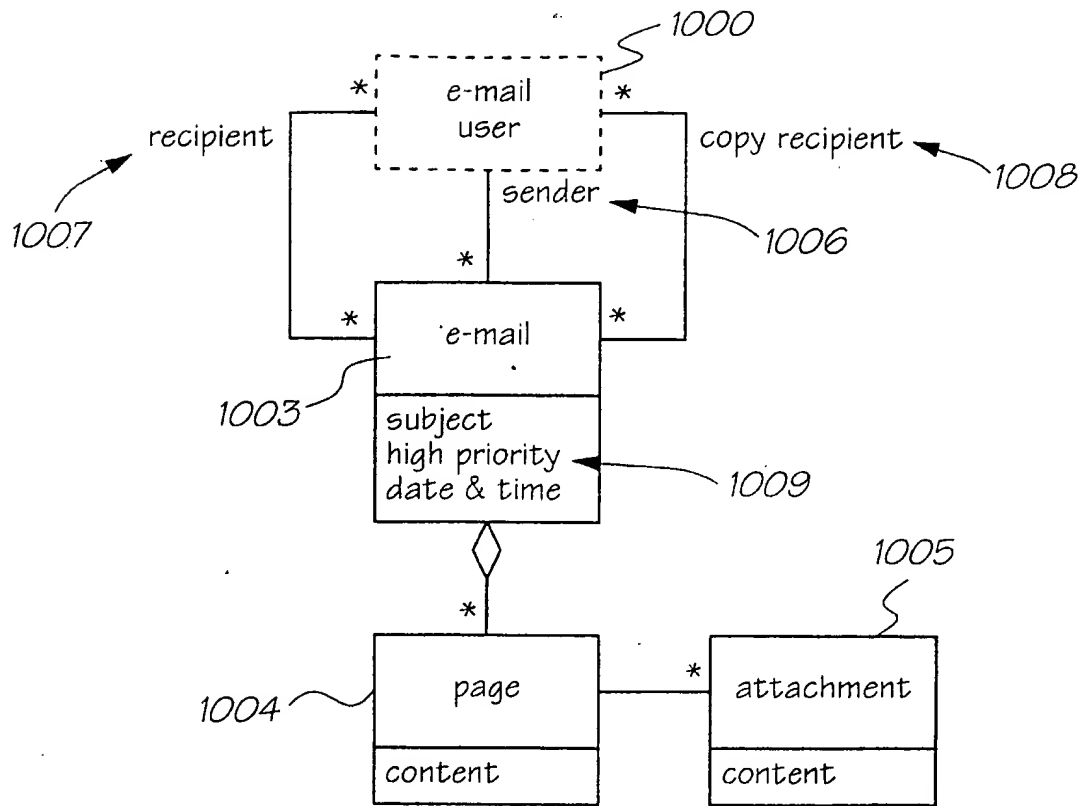 1000
* e-mail *
user
recipient
copy recipient
1008
1007
sender
1006
*
* e-mail *
1003
subject
high priority
date & time
1009
1005
*
page
*
attachment
1004
content
content